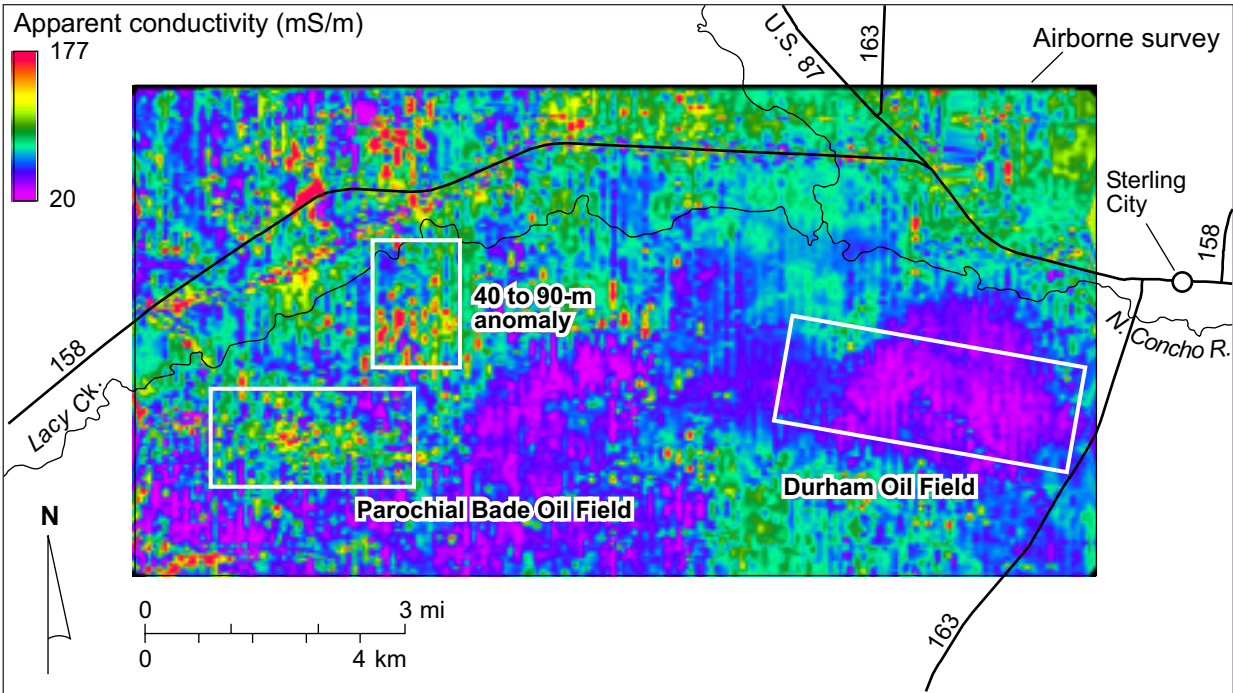 Apparent conductivity (mS/m)
177
20
U.S. 87
163
Airborne survey
Sterling
City
158
40 to 90-m
anomaly
158
Lacy Ck.
N. Concho R.
Durham Oil Field
Parochial Bade Oil Field
N
0
3 mi
0
4 km
163